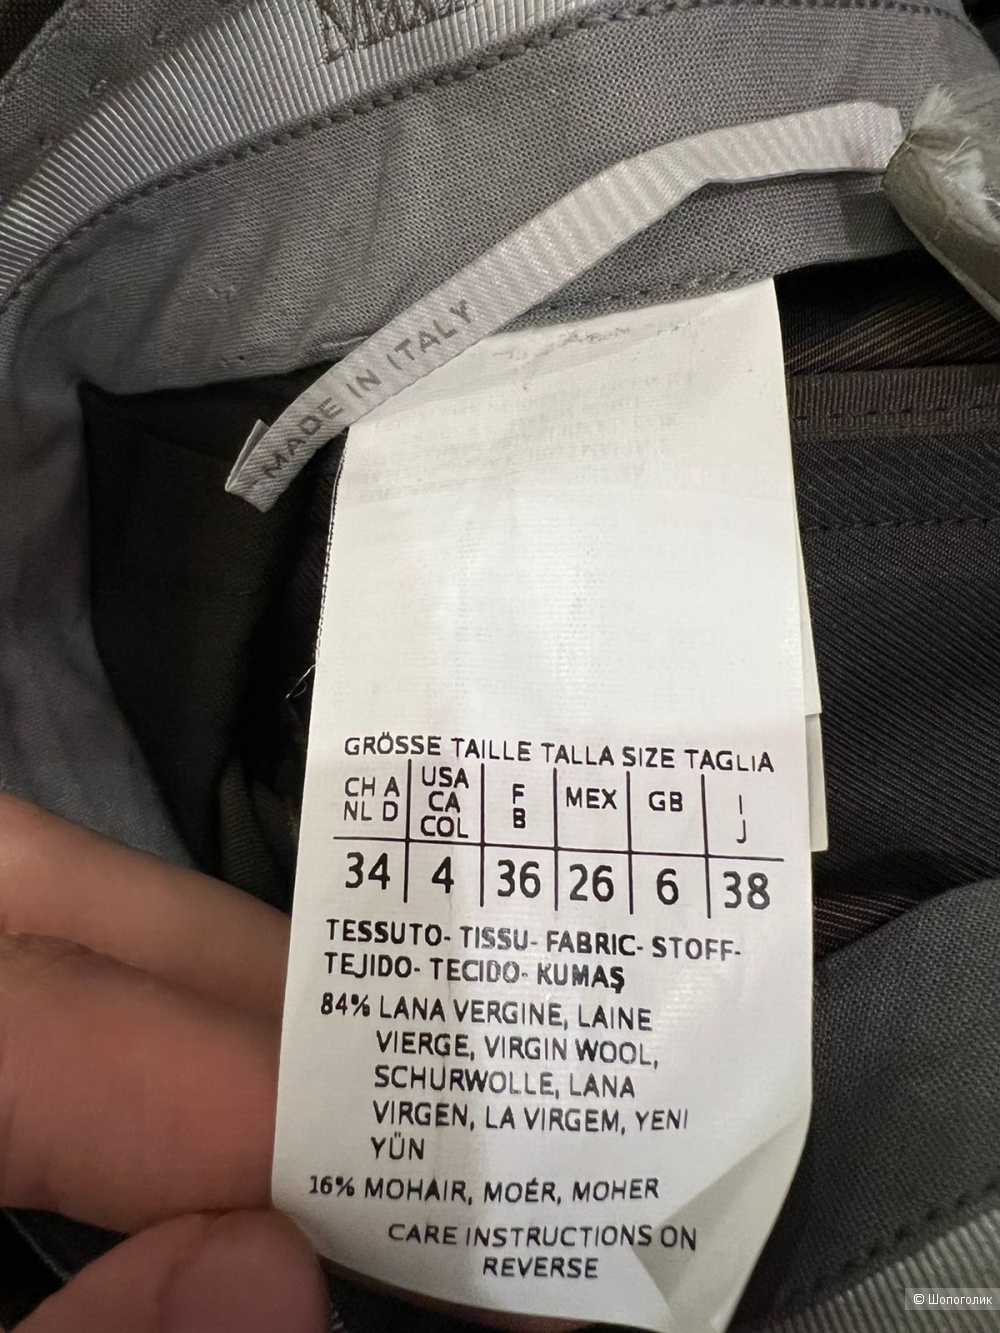 Max
-MADE IN ITALY
GRÖSSE TAILLE TALLA SIZE TAGLIA
CH A NL D | USA CA COL | F B | MEX | GB | I J
34 | 4 | 36 | 26 | 6 | 38
TESSUTO- TISSU- FABRIC- STOFF-
TEJIDO- TECIDO- KUMAŞ
84% LANA VERGINE, LAINE
VIERGE, VIRGIN WOOL,
SCHURWOLLE, LANA
VIRGEN, LA VIRGEM, YENI
YÜN
16% MOHAIR, MOÉR, MOHER
CARE INSTRUCTIONS ON
REVERSE
© Шопоголик